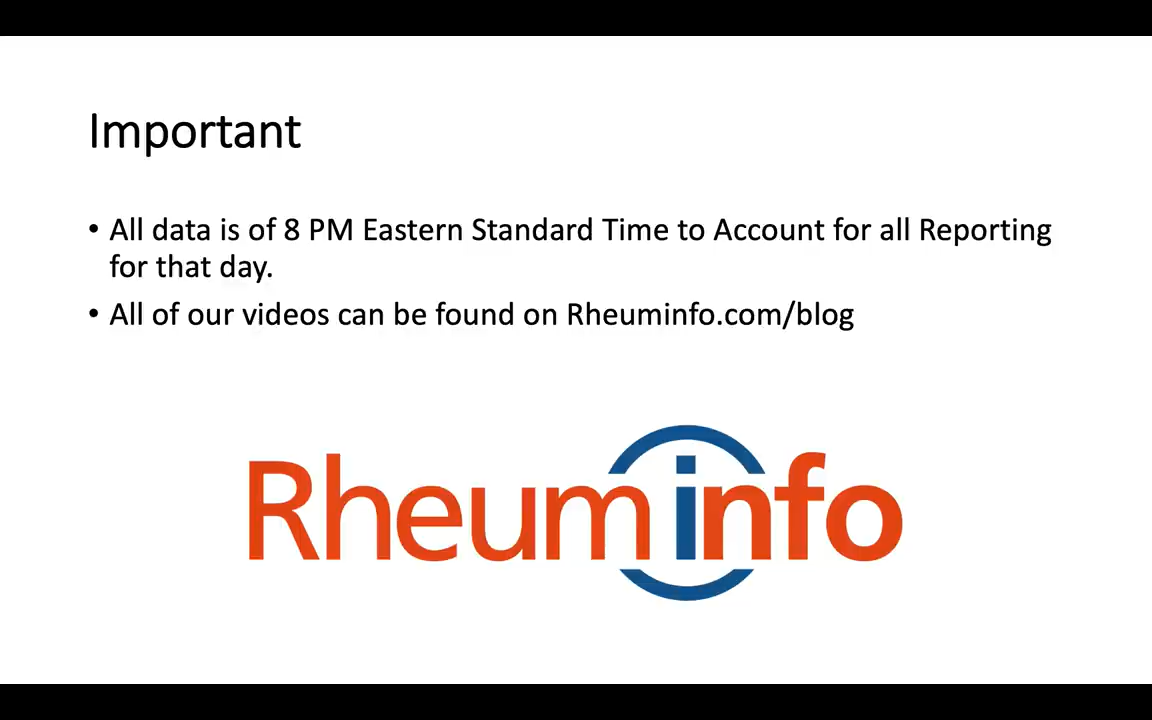 Important
• All data is of 8 PM Eastern Standard Time to Account for all Reporting
for that day.
• All of our videos can be found on Rheuminfo.com/blog
Rheuminfo